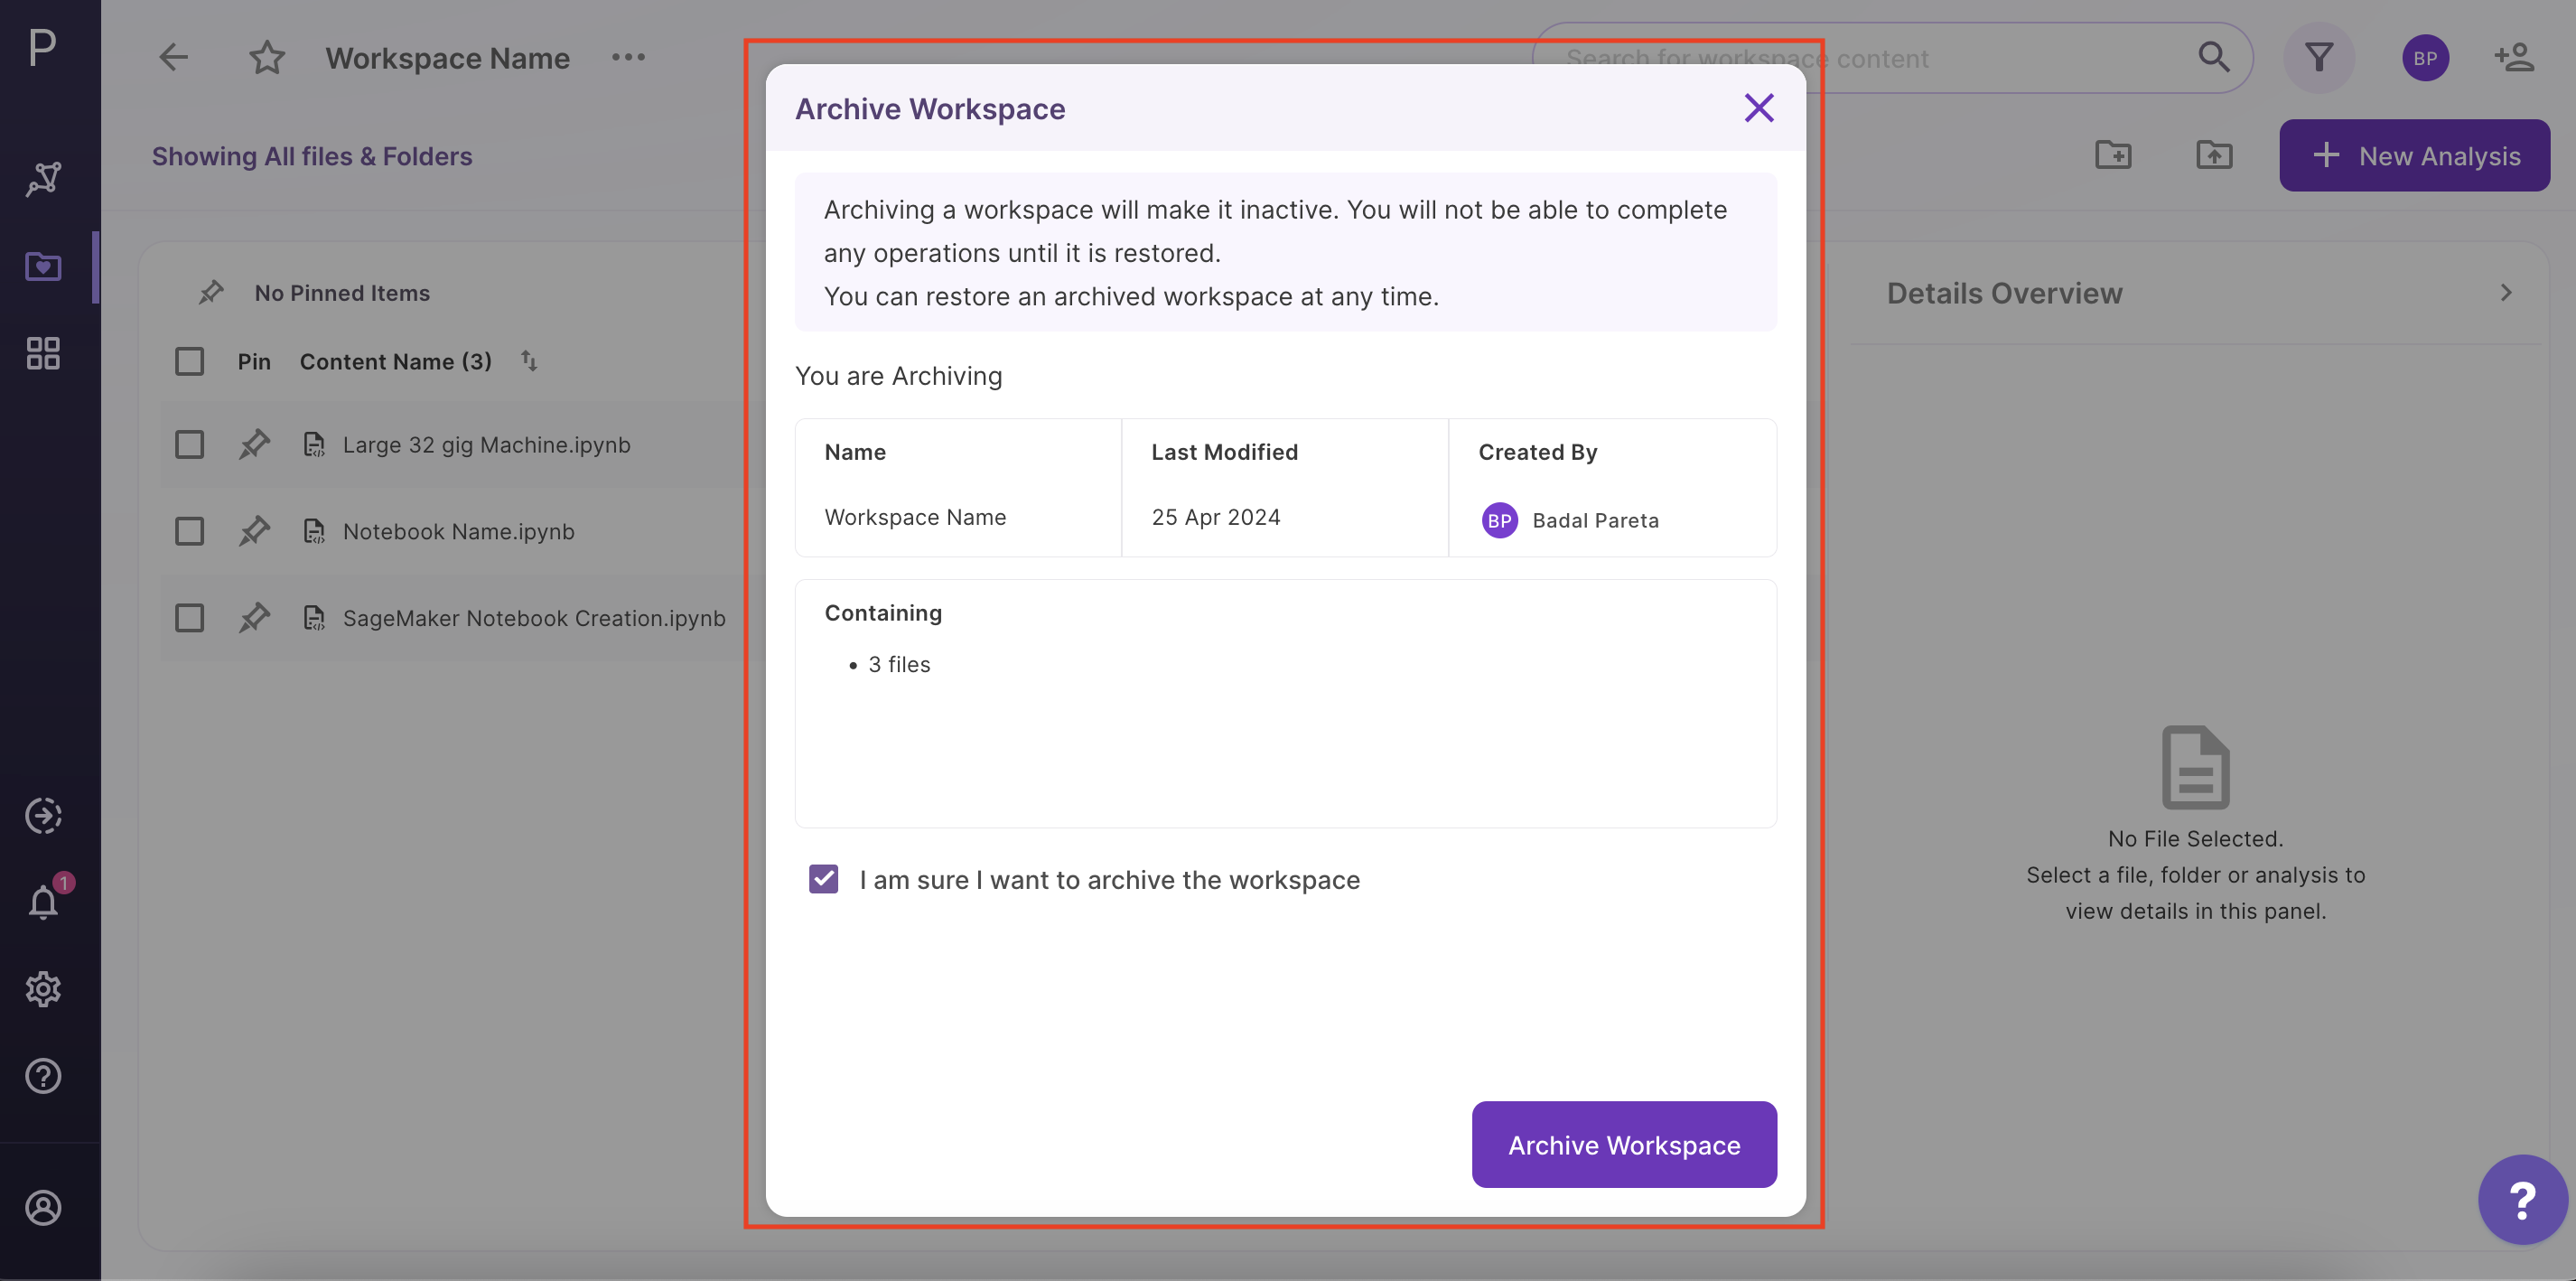 P
Workspace Name
Search for workspace content
BP
Showing All files & Folders
New Analysis
No Pinned Items
Pin Content Name (3)
Large 32 gig Machine.ipynb
Notebook Name.ipynb
SageMaker Notebook Creation.ipynb
1
Archive Workspace
Archiving a workspace will make it inactive. You will not be able to complete
any operations until it is restored.
You can restore an archived workspace at any time.
You are Archiving
Name Last Modified Created By
Workspace Name 25 Apr 2024 BP Badal Pareta
Containing
• 3 files
I am sure I want to archive the workspace
Archive Workspace
Details Overview
No File Selected.
Select a file, folder or analysis to
view details in this panel.
?